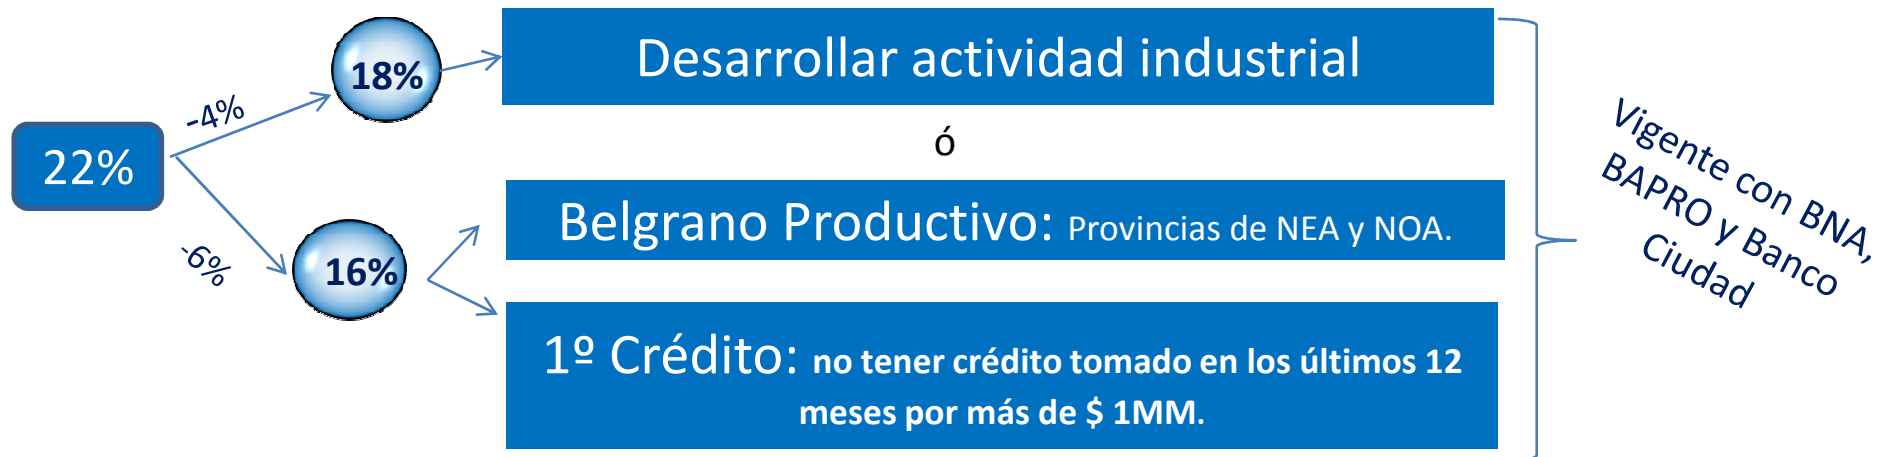 22%
-4%
18%
Desarrollar actividad industrial
ó
-6%
16%
Belgrano Productivo: Provincias de NEA y NOA.
1º Crédito: no tener crédito tomado en los últimos 12
meses por más de $ 1MM.
Vigente con BNA,
BAPRO y Banco
Ciudad